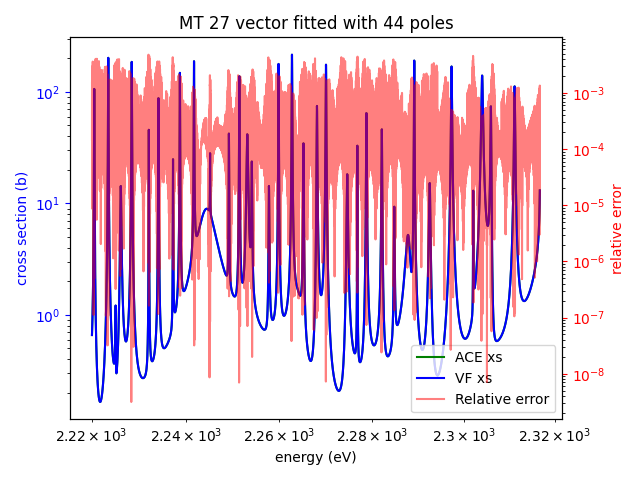 MT 27 vector fitted with 44 poles
10²
10¹
10⁰
cross section (b)
10⁻³
10⁻⁴
10⁻⁵
10⁻⁶
10⁻⁷
10⁻⁸
relative error
ACE xs
VF xs
Relative error
2.22 × 10³ 2.24 × 10³ 2.26 × 10³ 2.28 × 10³ 2.3 × 10³ 2.32 × 10³
energy (eV)